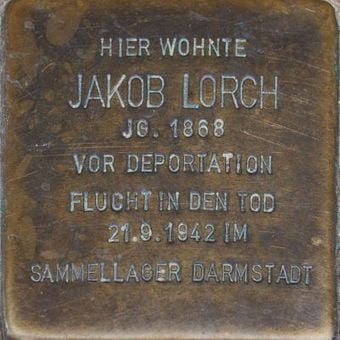 HIER WOHNTE
JAKOB LORCH
JG. 1868
VOR DEPORTATION
FLUCHT IN DEN TOD
21.9.1942 IM
SAMMELLAGER DARMSTADT